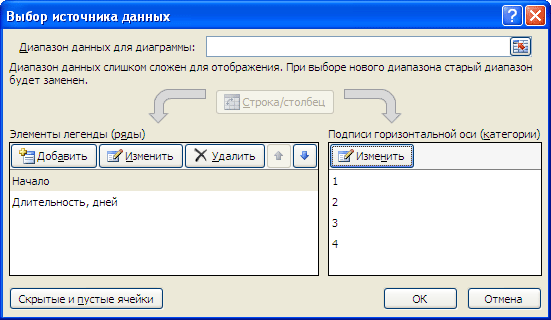 Выбор источника данных
Диапазон данных для диаграммы:
Диапазон данных слишком сложен для отображения. При выборе нового диапазона старый диапазон
будет заменен.
Строка/столбец
Элементы легенды (ряды)
Добавить Изменить Удалить
Начало
Длительность, дней
Подписи горизонтальной оси (категории)
Изменить
1
2
3
4
Скрытые и пустые ячейки
ОК Отмена